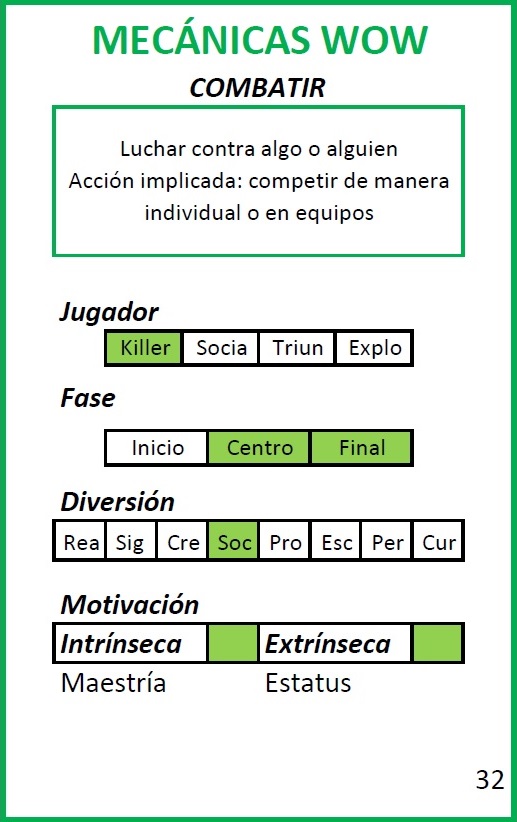 MECÁNICAS WOW
COMBATIR
Luchar contra algo o alguien
Acción implicada: competir de manera
individual o en equipos
Jugador
Killer Socia Triun Explo
Fase
Inicio Centro Final
Diversión
Rea Sig Cre Soc Pro Esc Per Cur
Motivación
Intrínseca Extrínseca
Maestría Estatus
32